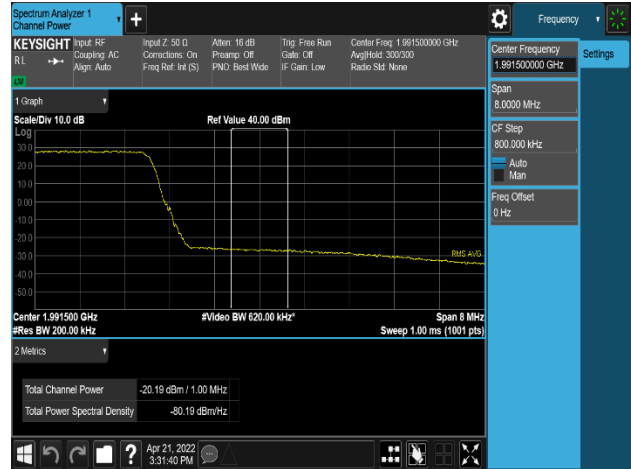 Spectrum Analyzer 1
Channel Power
Frequency
KEYSIGHT
R L
Input: RF
Coupling: AC
Align: Auto
Input Z: 50 Ω
Corrections: On
Freq Ref: Int (S)
Atten: 16 dB
Preamp: Off
PNO: Best Wide
Trig: Free Run
Gate: Off
IF Gain: Low
Center Freq: 1.991500000 GHz
Avg|Hold: 300/300
Radio Std: None
1 Graph
Scale/Div 10.0 dB
Ref Value 40.00 dBm
Log
30.0
20.0
10.0
0.00
-10.0
-20.0
-30.0
-40.0
-50.0
RMS AVG
Center 1.991500 GHz
#Video BW 620.00 kHz*
Span 8 MHz
#Res BW 200.00 kHz
Sweep 1.00 ms (1001 pts)
2 Metrics
Total Channel Power -20.19 dBm / 1.00 MHz
Total Power Spectral Density -80.19 dBm/Hz
Apr 21, 2022
3:31:40 PM
Center Frequency
1.991500000 GHz
Settings
Span
8.0000 MHz
CF Step
800.000 kHz
Auto
Man
Freq Offset
0 Hz